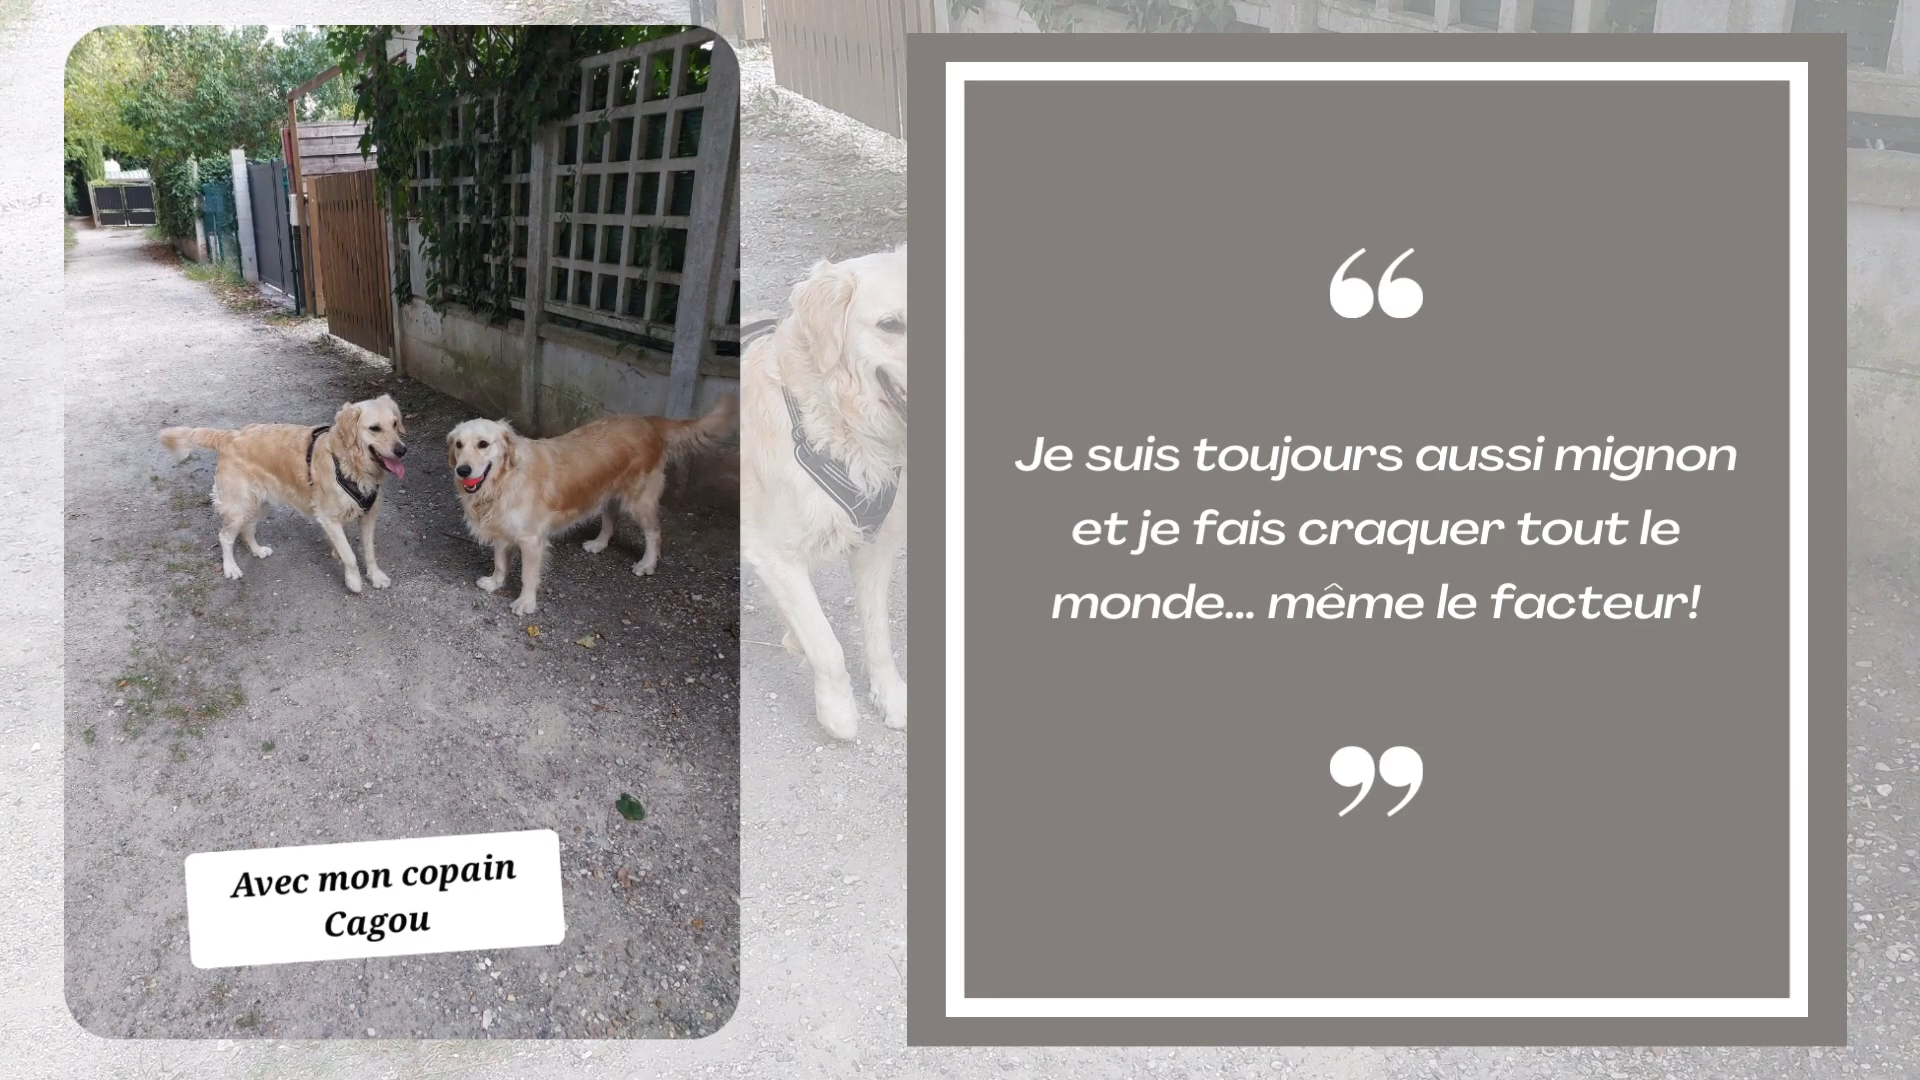 Avec mon copain
Cagou
“
Je suis toujours aussi mignon
et je fais craquer tout le
monde... même le facteur!
”